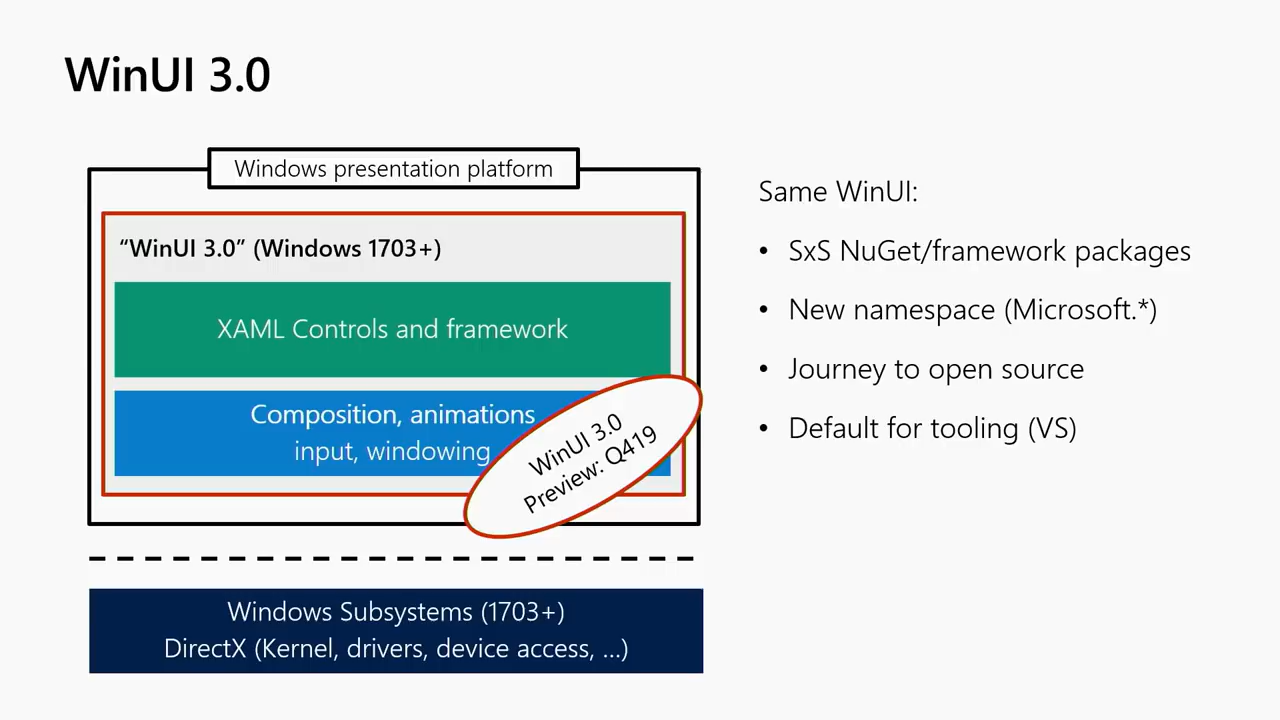 WinUI 3.0
Windows presentation platform
“WinUI 3.0” (Windows 1703+)
XAML Controls and framework
Composition, animations
input, windowing
WinUI 3.0
Preview: Q419
Windows Subsystems (1703+)
DirectX (Kernel, drivers, device access, ...)
Same WinUI:
• SxS NuGet/framework packages
• New namespace (Microsoft.*)
• Journey to open source
• Default for tooling (VS)